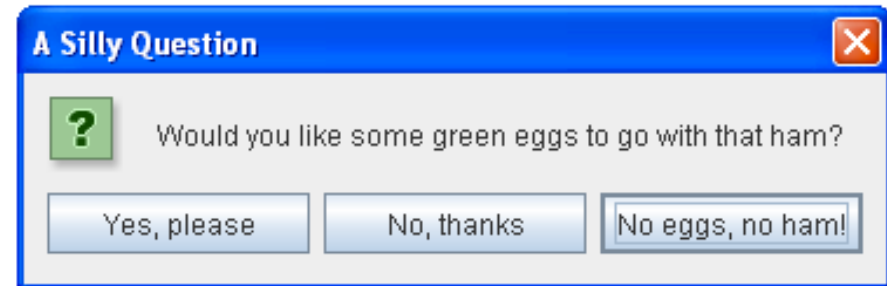 A Silly Question
?
Would you like some green eggs to go with that ham?
Yes, please No, thanks No eggs, no ham!